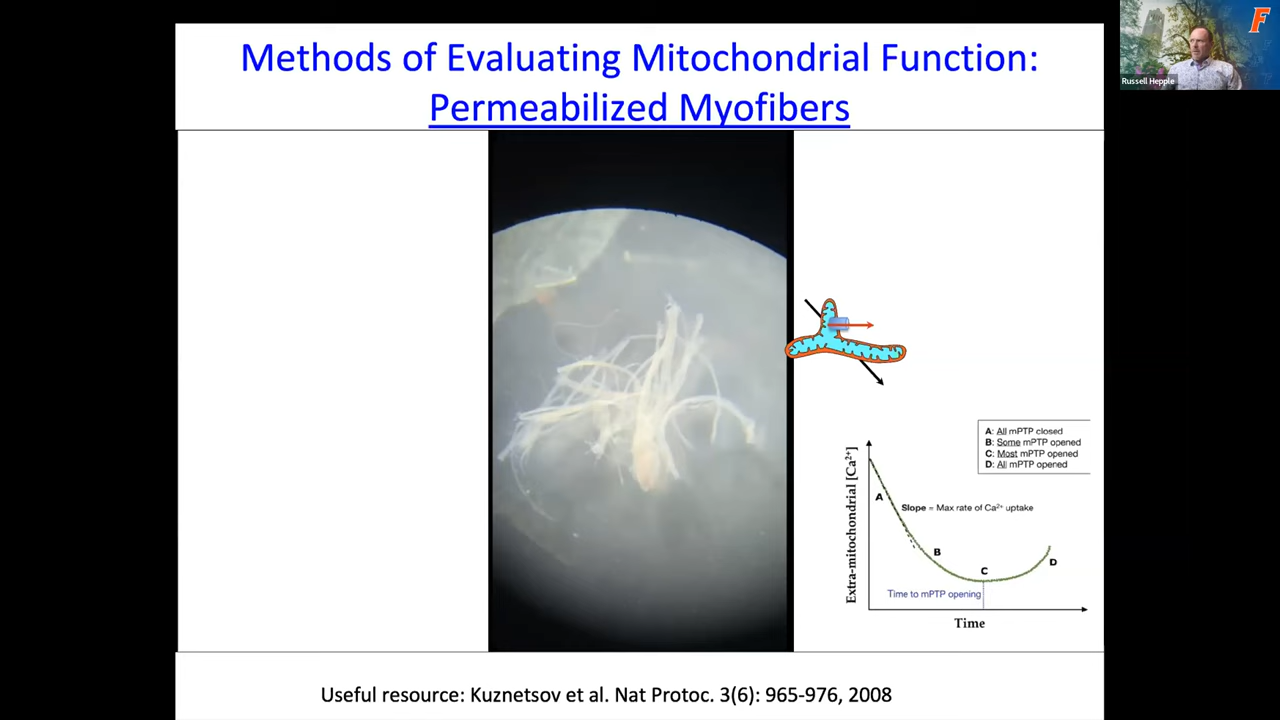 Methods of Evaluating Mitochondrial Function:
Permeabilized Myofibers
F
Russell Hepple
A: All mPTP closed
B: Some mPTP opened
C: Most mPTP opened
D: All mPTP opened
Extra-mitochondrial [Ca²⁺]
A
Slope = Max rate of Ca²⁺ uptake
B
C
D
Time to mPTP opening
Time
Useful resource: Kuznetsov et al. Nat Protoc. 3(6): 965-976, 2008